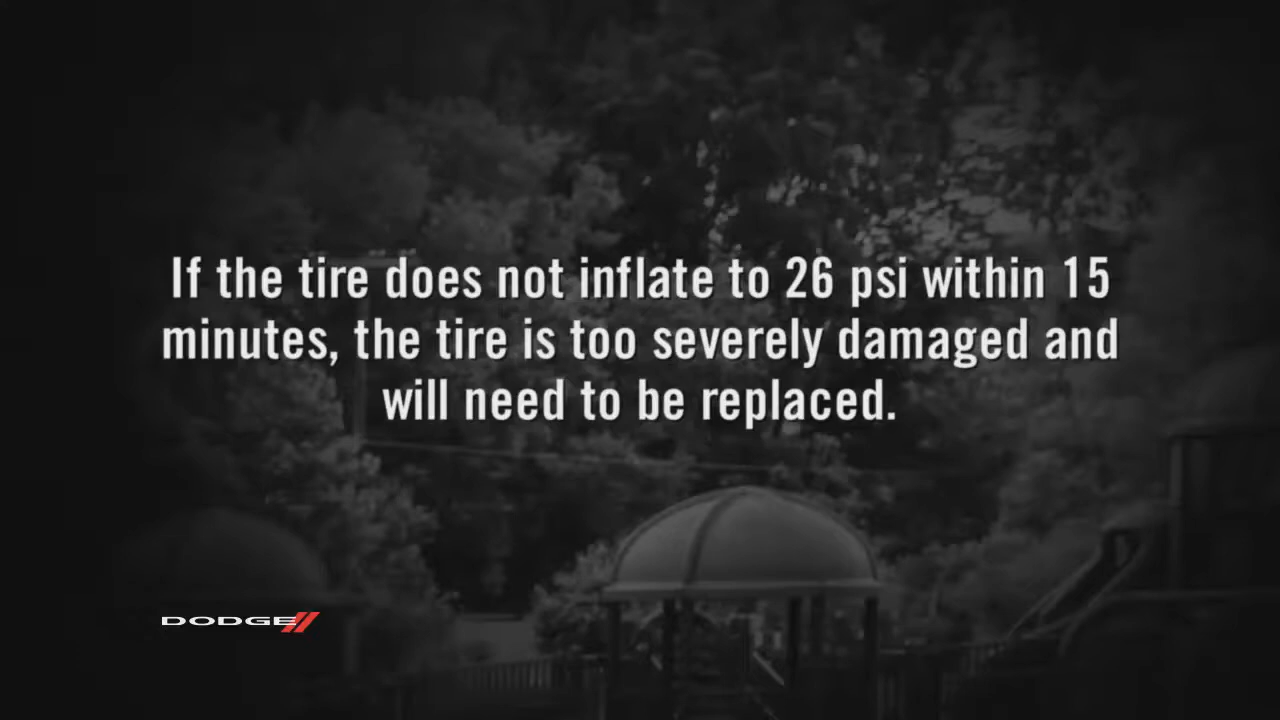 If the tire does not inflate to 26 psi within 15
minutes, the tire is too severely damaged and
will need to be replaced.
DODGE